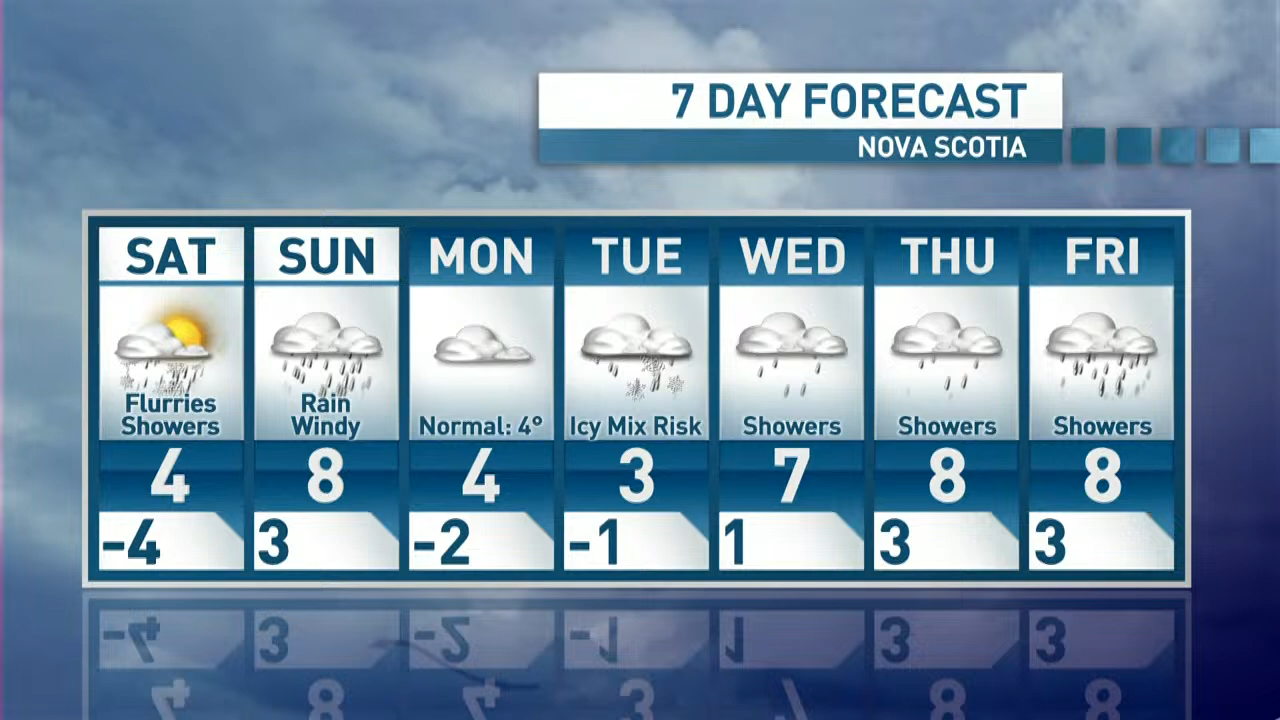 7 DAY FORECAST
NOVA SCOTIA
SAT SUN MON TUE WED THU FRI
Flurries Rain
Showers Windy Normal: 4° Icy Mix Risk Showers Showers Showers
4 8 4 3 7 8 8
-4 3 -2 -1 1 3 3